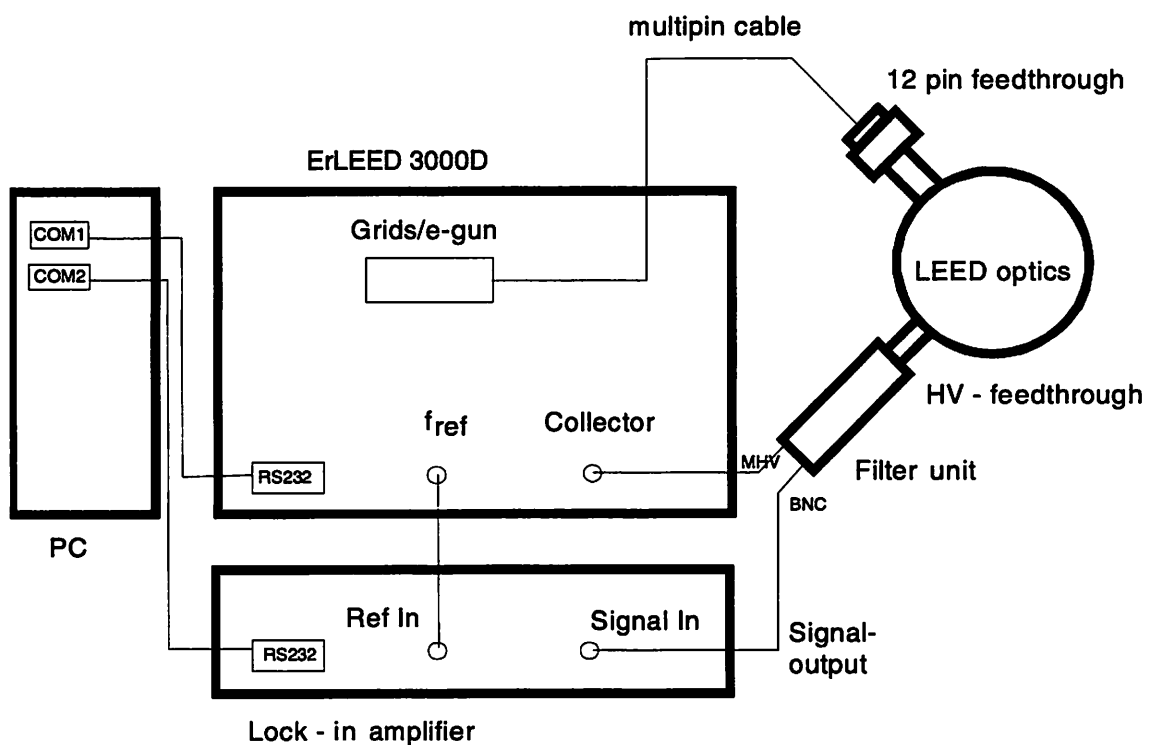 multipin cable
12 pin feedthrough
ErLEED 3000D
COM1
COM2
Grids/e-gun
LEED optics
HV - feedthrough
fref
Collector
MHV
Filter unit
RS232
BNC
PC
Ref In
Signal In
Signal-
output
RS232
Lock - in amplifier